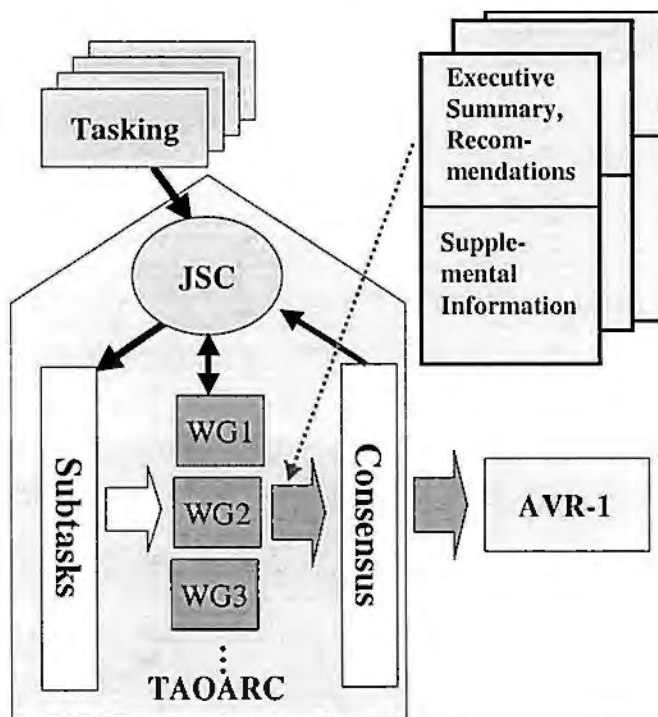 Tasking
Executive
Summary,
Recom-
mendations
Supple-
mental
Information
JSC
Subtasks
WG1
WG2
WG3
Consensus
AVR-1
TAOARC